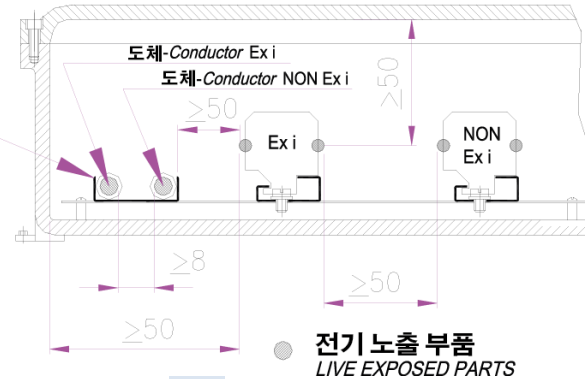 도체-Conductor Ex i
도체-Conductor NON Ex i
≥50
≥50
Ex i
NON
Ex i
≥8
≥50
≥50
전기 노출 부품
LIVE EXPOSED PARTS